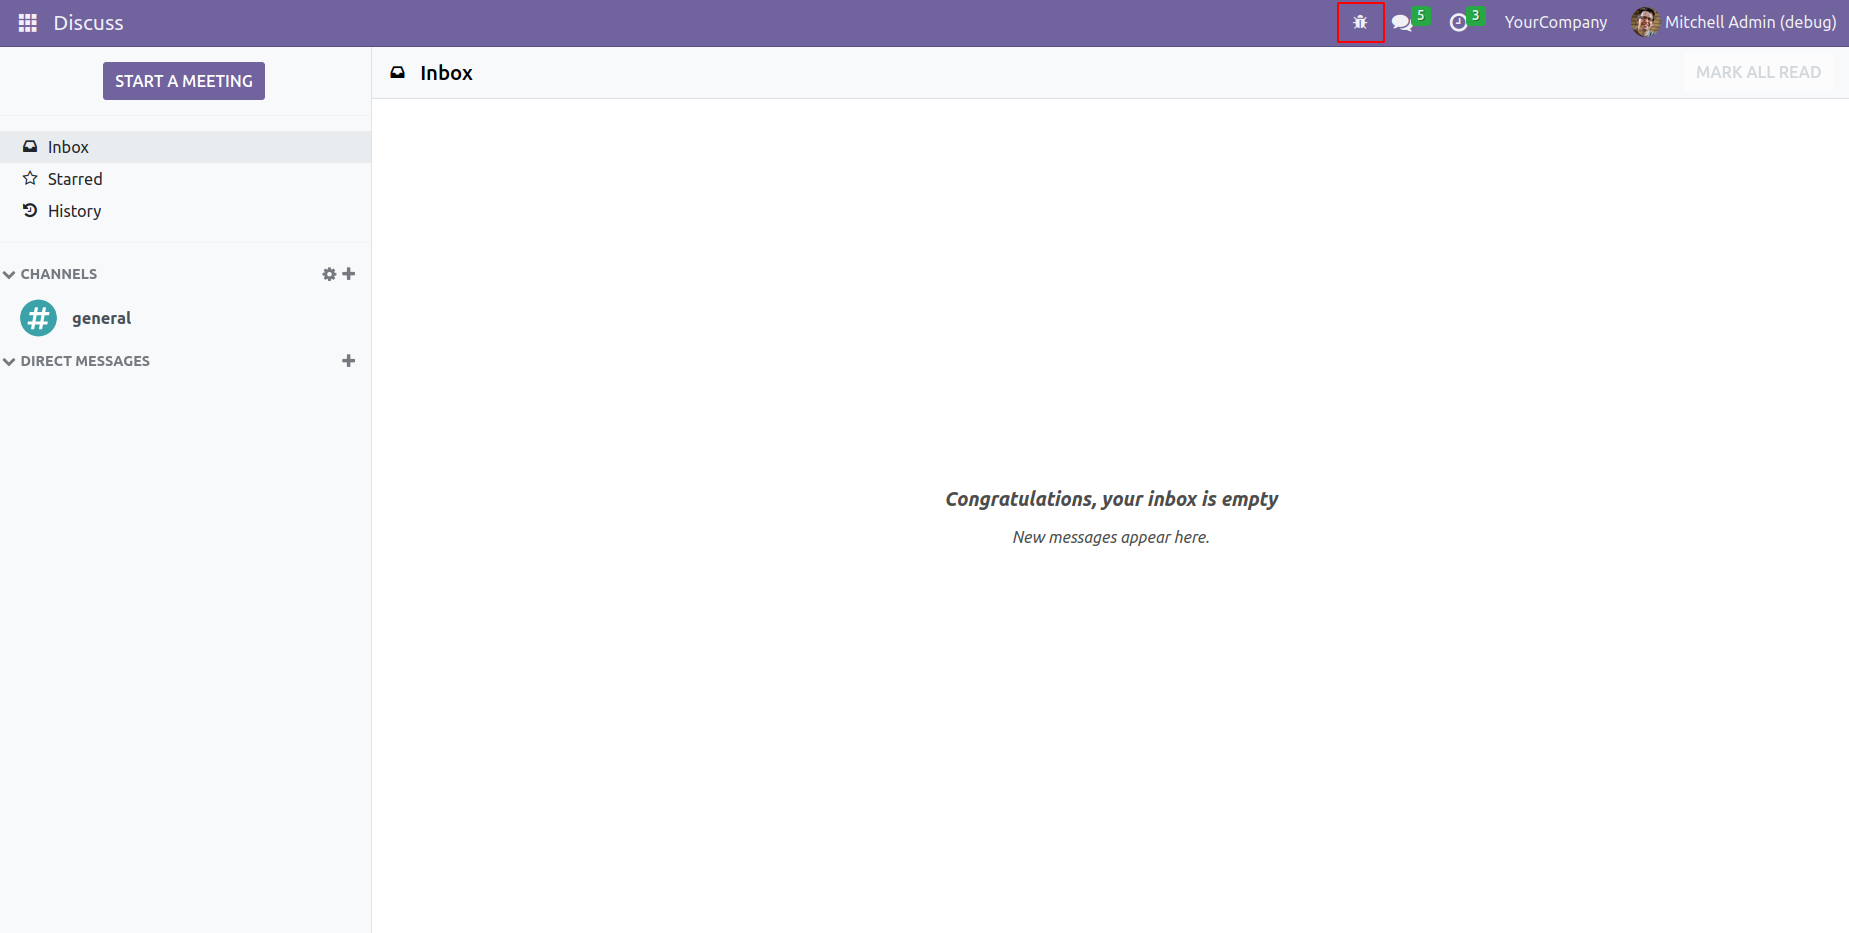 Discuss
5
3
YourCompany
Mitchell Admin (debug)
START A MEETING
Inbox
MARK ALL READ
Inbox
Starred
History
CHANNELS
# general
DIRECT MESSAGES
Congratulations, your inbox is empty
New messages appear here.